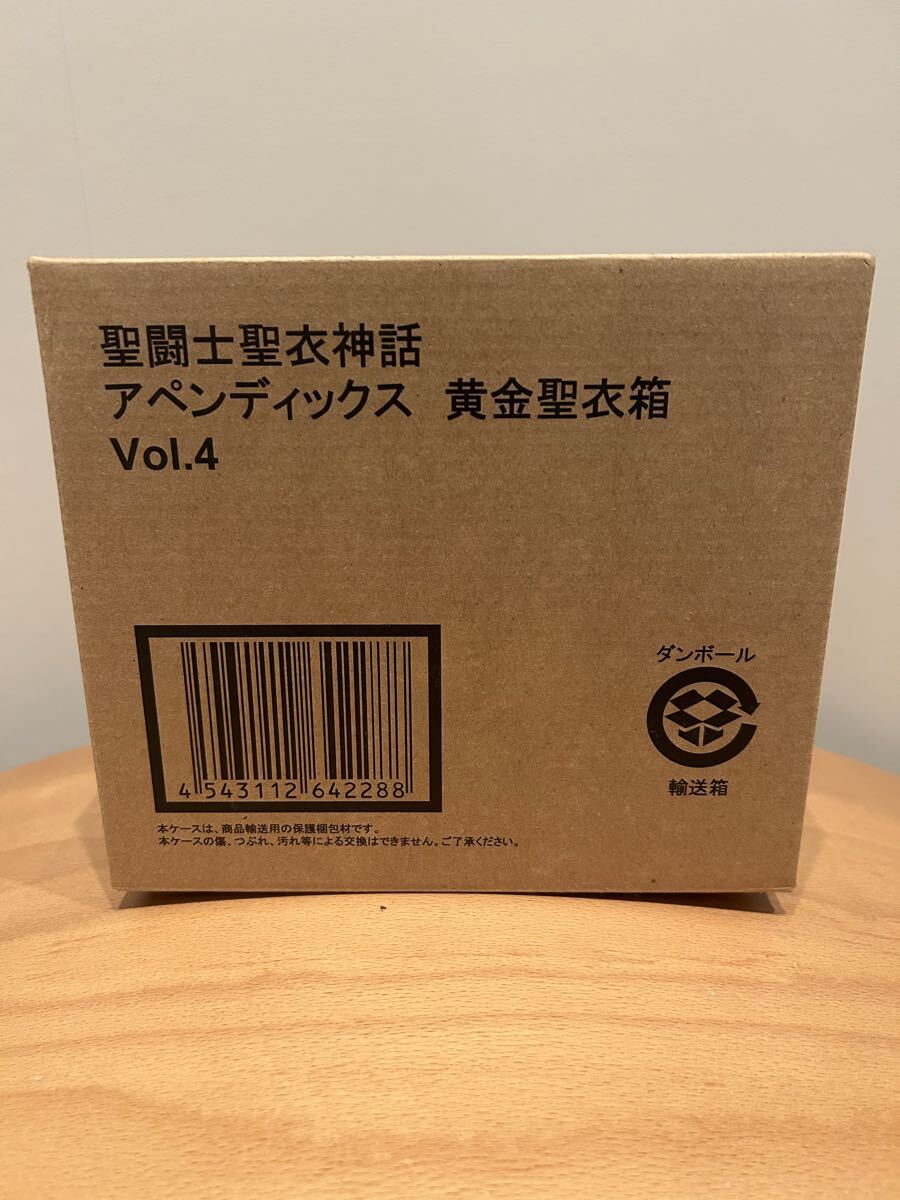 聖闘士聖衣神話
アペンディックス 黄金聖衣箱
Vol.4
4 543112 642288
ダンボール
輸送箱
本ケースは、商品輸送用の保護梱包材です。
本ケースの傷、つぶれ、汚れ等による交換はできません。ご了承ください。